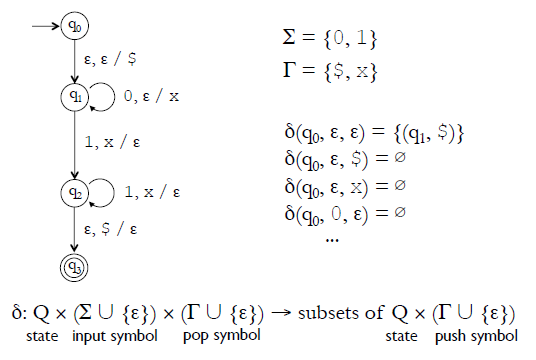 q₀
ε, ε / $
q₁
0, ε / x
1, x / ε
q₂
1, x / ε
ε, $ / ε
q₃
Σ = {0, 1}
Γ = {$, x}
δ(q₀, ε, ε) = {(q₁, $)}
δ(q₀, ε, $) = ∅
δ(q₀, ε, x) = ∅
δ(q₀, 0, ε) = ∅
...
δ: Q × (Σ ∪ {ε}) × (Γ ∪ {ε}) → subsets of Q × (Γ ∪ {ε})
state input symbol pop symbol state push symbol